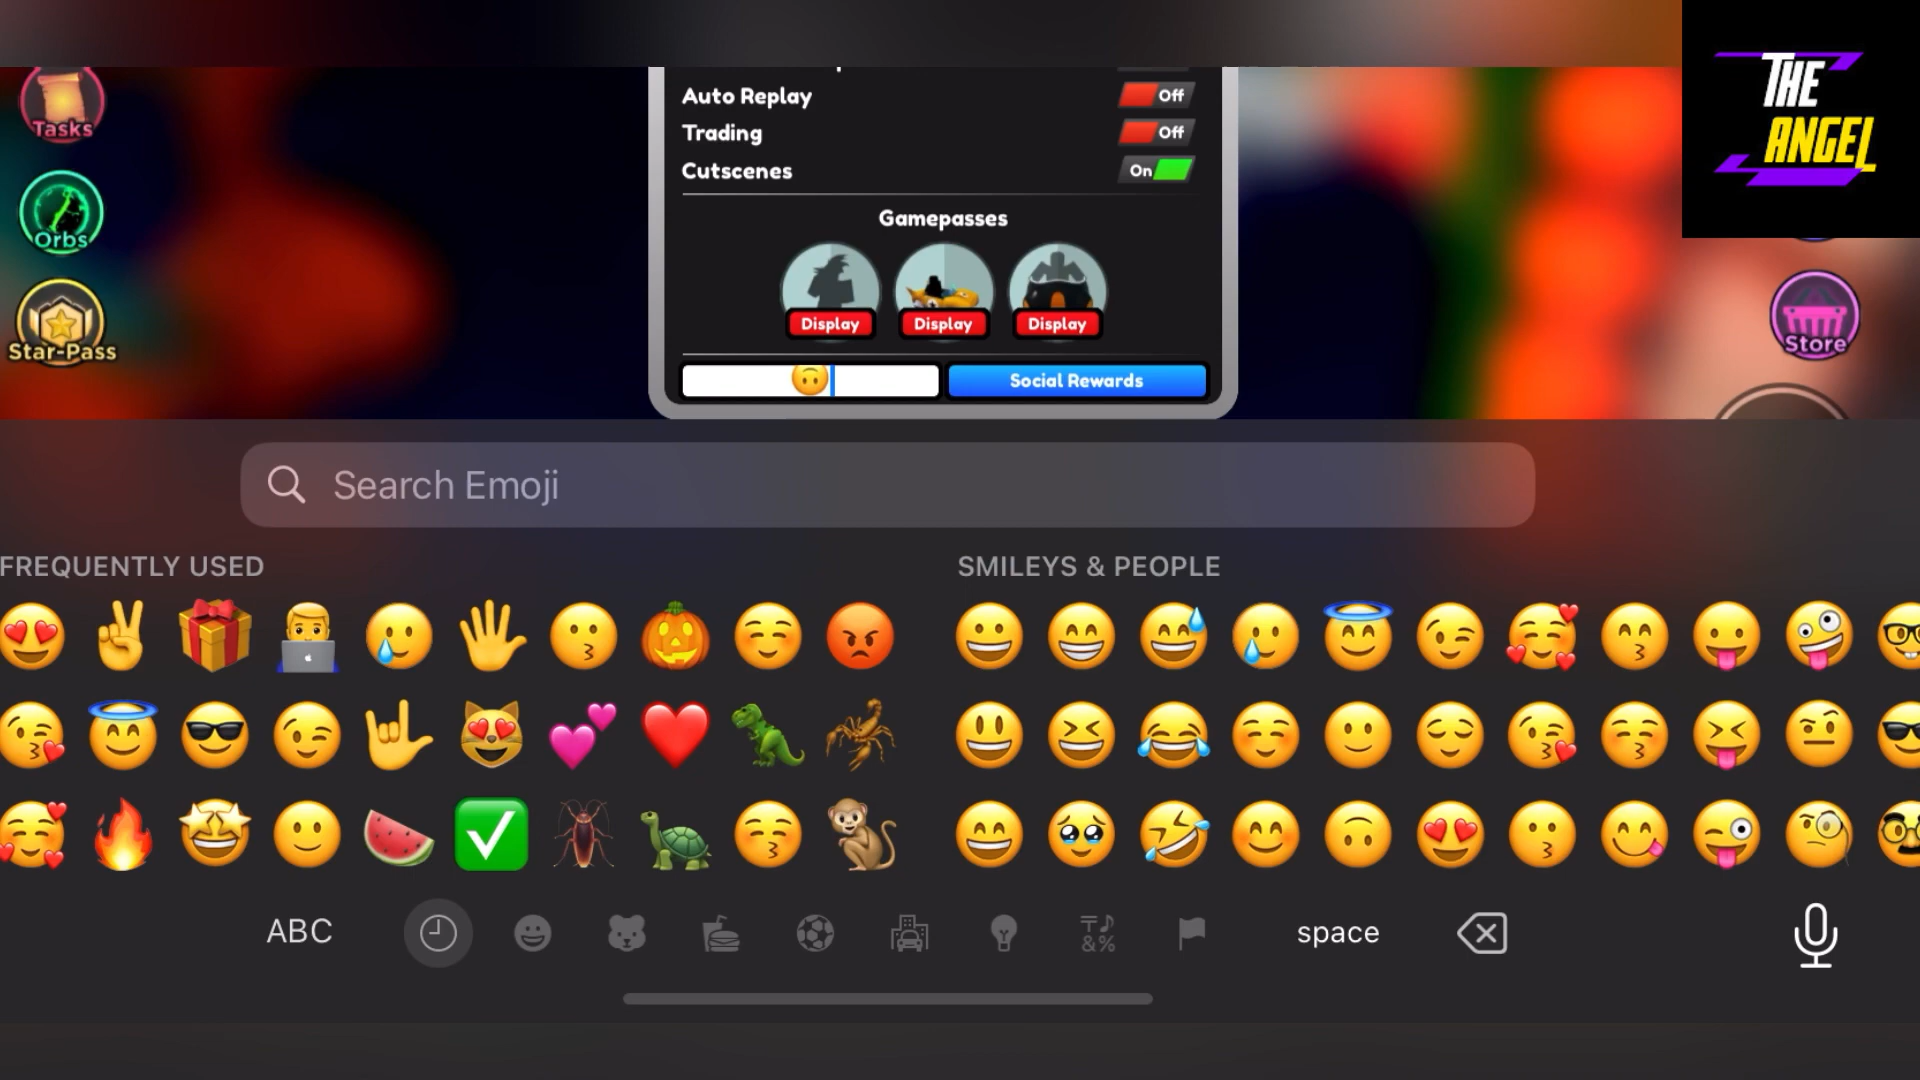 THE
ANGEL
Tasks
Orbs
Star-Pass
Auto Replay Off
Trading Off
Cutscenes On
Gamepasses
Display Display Display
Social Rewards
Store
Search Emoji
FREQUENTLY USED
SMILEYS & PEOPLE
ABC
&%
space